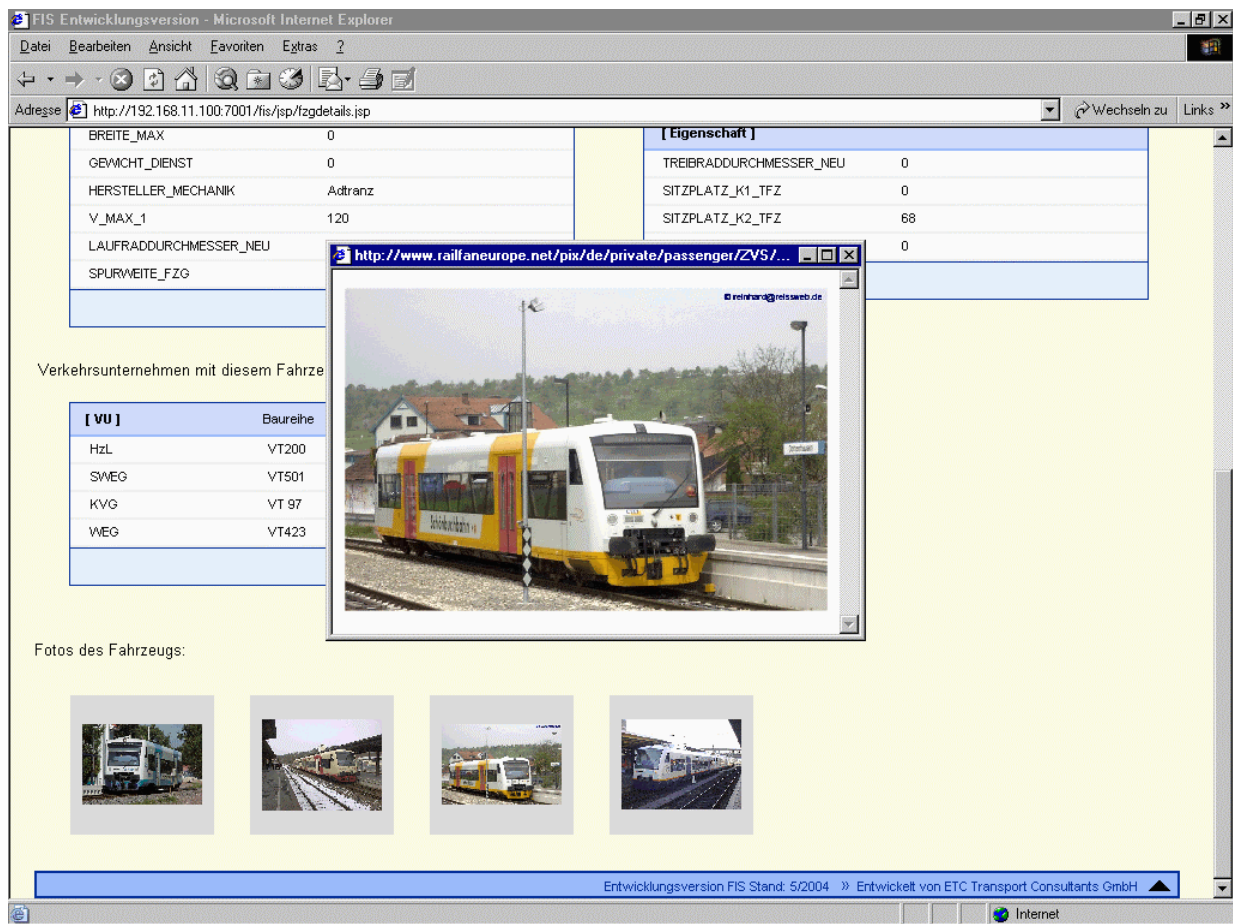 FIS Entwicklungsversion - Microsoft Internet Explorer
Datei Bearbeiten Ansicht Favoriten Extras ?
Adresse http://192.168.11.100:7001/fis/jsp/fzgdetails.jsp Wechseln zu Links »
BREITE_MAX 0
GEWICHT_DIENST 0
HERSTELLER_MECHANIK Adtranz
V_MAX_1 120
LAUFRADDURCHMESSER_NEU
SPURWEITE_FZG
[ Eigenschaft ]
TREIBRADDURCHMESSER_NEU 0
SITZPLATZ_K1_TFZ 0
SITZPLATZ_K2_TFZ 68
0
http://www.railfaneurope.net/pix/de/private/passenger/ZVS/...
© reinhard@reissweb.de
Schönbuchbahn
Verkehrsunternehmen mit diesem Fahrze
[ VU ] Baureihe
HzL VT200
SWEG VT501
KVG VT 97
WEG VT423
Fotos des Fahrzeugs:
Entwicklungsversion FIS Stand: 5/2004 » Entwickelt von ETC Transport Consultants GmbH
Internet